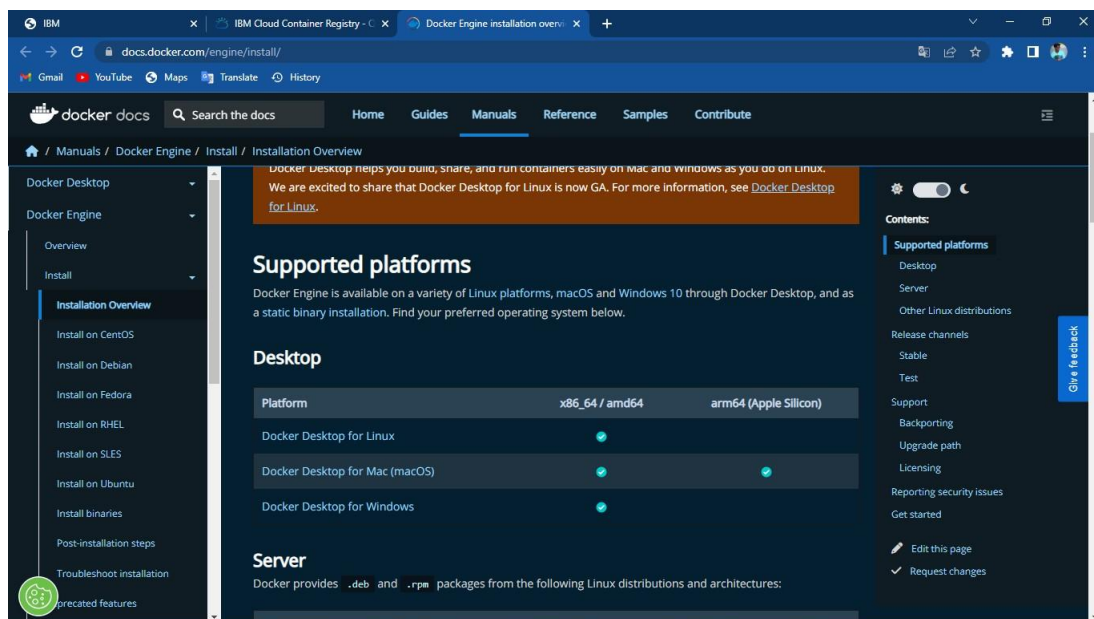 IBM
IBM Cloud Container Registry - C
Docker Engine installation overvi
docs.docker.com/engine/install/
Gmail
YouTube
Maps
Translate
History
docker docs
Search the docs
Home
Guides
Manuals
Reference
Samples
Contribute
/ Manuals / Docker Engine / Install / Installation Overview
Docker Desktop
Docker Engine
Overview
Install
Installation Overview
Install on CentOS
Install on Debian
Install on Fedora
Install on RHEL
Install on SLES
Install on Ubuntu
Install binaries
Post-installation steps
Troubleshoot installation
precated features
Docker Desktop helps you build, share, and run containers easily on Mac and Windows as you do on Linux.
We are excited to share that Docker Desktop for Linux is now GA. For more information, see Docker Desktop
for Linux.
Supported platforms
Docker Engine is available on a variety of Linux platforms, macOS and Windows 10 through Docker Desktop, and as
a static binary installation. Find your preferred operating system below.
Desktop
Platform x86_64 / amd64 arm64 (Apple Silicon)
Docker Desktop for Linux
Docker Desktop for Mac (macOS)
Docker Desktop for Windows
Server
Docker provides .deb and .rpm packages from the following Linux distributions and architectures:
Contents:
Supported platforms
Desktop
Server
Other Linux distributions
Release channels
Stable
Test
Support
Backporting
Upgrade path
Licensing
Reporting security issues
Get started
Edit this page
Request changes
Give feedback